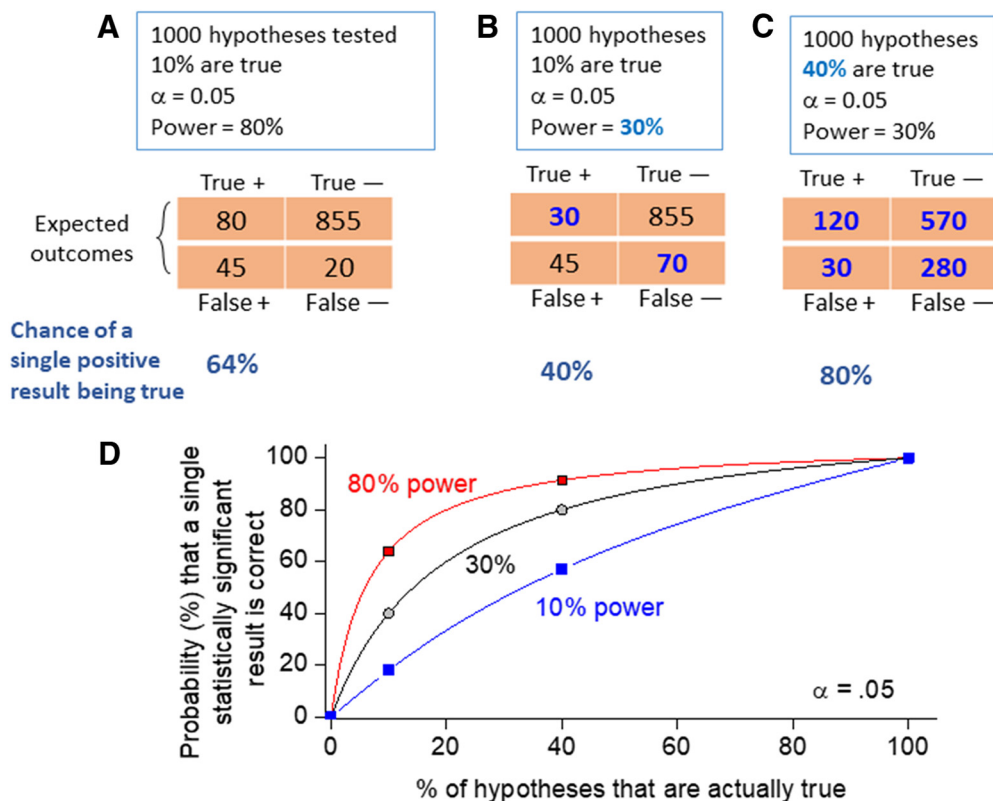 A
1000 hypotheses tested
10% are true
α = 0.05
Power = 80%
True + True —
Expected
outcomes
80 855
45 20
False + False —
B
1000 hypotheses
10% are true
α = 0.05
Power = 30%
True + True —
30 855
45 70
False + False —
C
1000 hypotheses
40% are true
α = 0.05
Power = 30%
True + True —
120 570
30 280
False + False —
Chance of a
single positive
result being true
64%
40%
80%
D
Probability (%) that a single
statistically significant
result is correct
100
80
60
40
20
0
80% power
30%
10% power
α = .05
0 20 40 60 80 100
% of hypotheses that are actually true